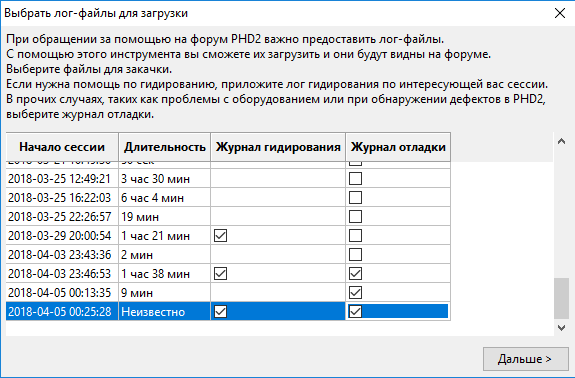 Выбрать лог-файлы для загрузки
При обращении за помощью на форум PHD2 важно предоставить лог-файлы.
С помощью этого инструмента вы сможете их загрузить и они будут видны на форуме.
Выберите файлы для закачки.
Если нужна помощь по гидированию, приложите лог гидирования по интересующей вас сессии.
В прочих случаях, таких как проблемы с оборудованием или при обнаружении дефектов в PHD2,
выберите журнал отладки.
Начало сессии Длительность Журнал гидирования Журнал отладки
2018-03-25 12:49:21 3 час 30 мин
2018-03-25 16:22:03 6 час 4 мин
2018-03-25 22:26:57 19 мин
2018-03-29 20:00:54 1 час 21 мин
2018-04-03 23:43:36 2 мин
2018-04-03 23:46:53 1 час 38 мин
2018-04-05 00:13:35 9 мин
2018-04-05 00:25:28 Неизвестно
Дальше >